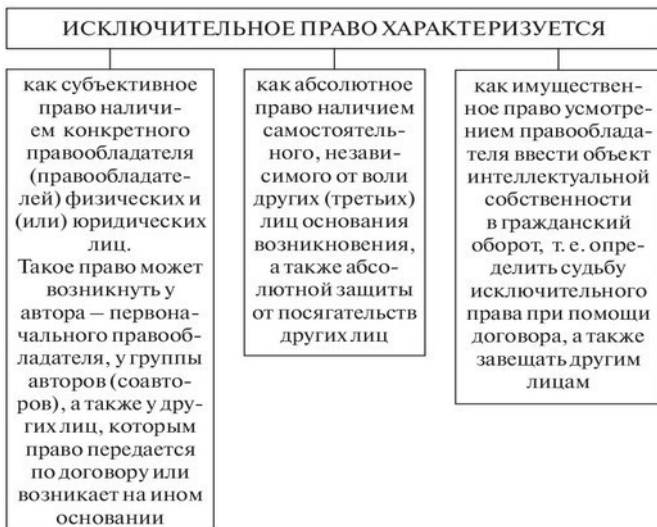 ИСКЛЮЧИТЕЛЬНОЕ ПРАВО ХАРАКТЕРИЗУЕТСЯ
как субъективное
право наличи-
ем конкретного
правообладателя
(правообладате-
лей) физических и
(или) юридических
лиц.
Такое право может
возникнуть у
автора – первона-
чального правооб-
ладателя, у группы
авторов (соавто-
ров), а также у дру-
гих лиц, которым
право передается
по договору или
возникает на ином
основании
как абсолютное
право наличием
самостоятель-
ного, незави-
симого от воли
других (третьих)
лиц основания
возникновения,
а также абсо-
лютной защиты
от посягательств
других лиц
как имуществен-
ное право усмотре-
нием правооблада-
теля ввести объект
интеллектуальной
собственности
в гражданский
оборот, т. е. опре-
делить судьбу
исключительного
права при помощи
договора, а также
завещать другим
лицам